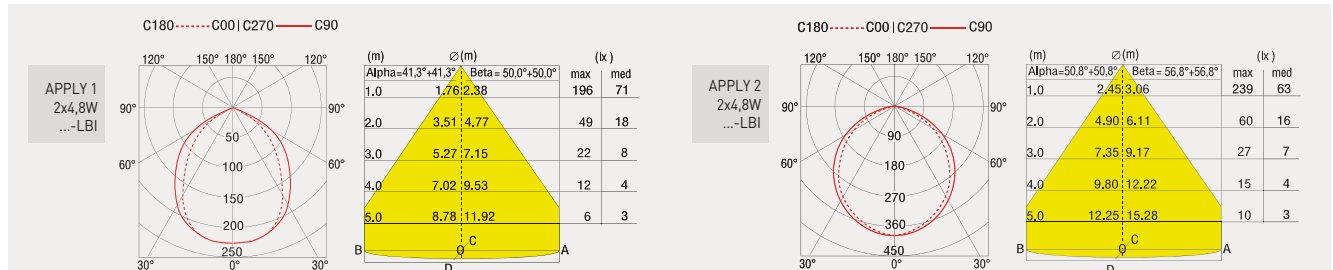 C180 C00 | C270 C90
APPLY 1
2x4,8W
...-LBI
120° 150° 180° 150° 120°
90° 90°
60° 60°
30° 0° 30°
50
100
150
200
250
(m) ∅(m) (lx)
Alpha=41,3°+41,3° Beta=50,0°+50,0° max med
1.0 1.76 2.38 196 71
2.0 3.51 4.77 49 18
3.0 5.27 7.15 22 8
4.0 7.02 9.53 12 4
5.0 8.78 11.92 6 3
B O C A
D
C180 C00 | C270 C90
APPLY 2
2x4,8W
...-LBI
120° 150° 180° 150° 120°
90° 90°
60° 60°
30° 0° 30°
90
180
270
360
450
(m) ∅(m) (lx)
Alpha=50,8°+50,8° Beta=56,8°+56,8° max med
1.0 2.45 3.06 239 63
2.0 4.90 6.11 60 16
3.0 7.35 9.17 27 7
4.0 9.80 12.22 15 4
5.0 12.25 15.28 10 3
B O C A
D